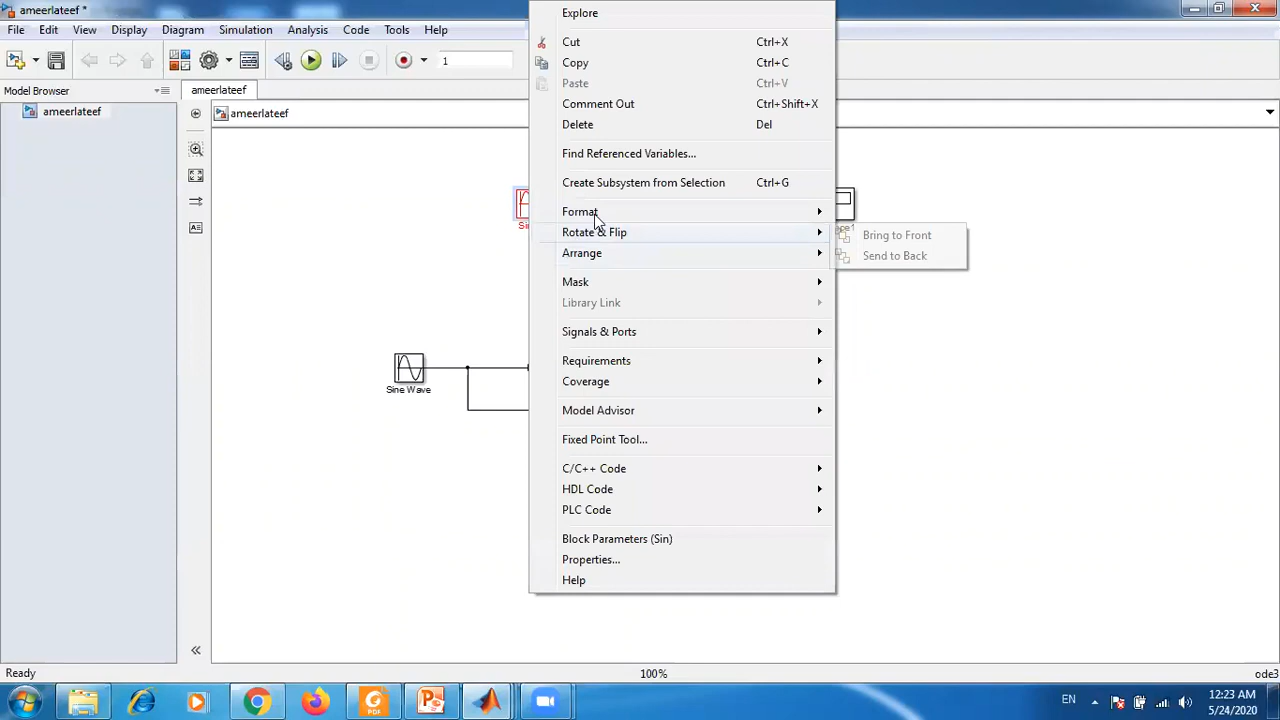 ameerlateef *
File Edit View Display Diagram Simulation Analysis Code Tools Help
1
Model Browser
ameerlateef
ameerlateef
ameerlateef
Explore
Cut Ctrl+X
Copy Ctrl+C
Paste Ctrl+V
Comment Out Ctrl+Shift+X
Delete Del
Find Referenced Variables...
Create Subsystem from Selection Ctrl+G
Format
Rotate & Flip
Arrange
Mask
Library Link
Signals & Ports
Requirements
Coverage
Model Advisor
Fixed Point Tool...
C/C++ Code
HDL Code
PLC Code
Block Parameters (Sin)
Properties...
Help
Bring to Front
Send to Back
Sine Wave
Ready 100% ode3
PDF
EN
12:23 AM
5/24/2020